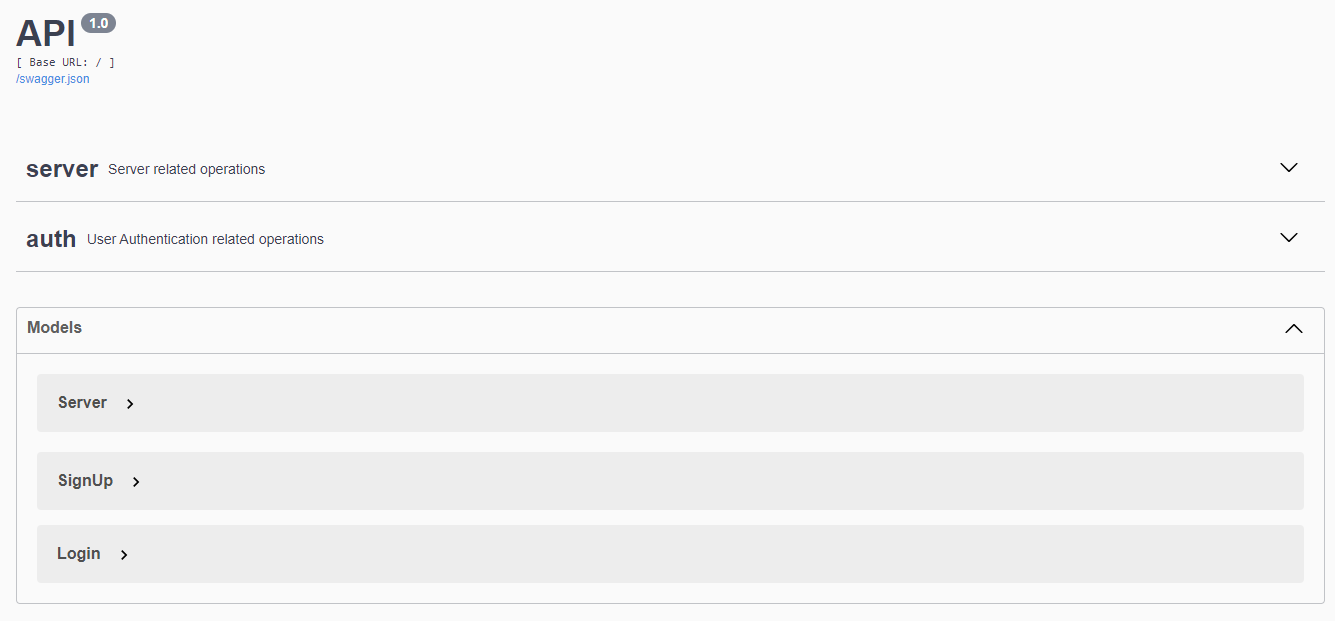 API 1.0
[ Base URL: / ]
/swagger.json
server Server related operations
auth User Authentication related operations
Models
Server
SignUp
Login